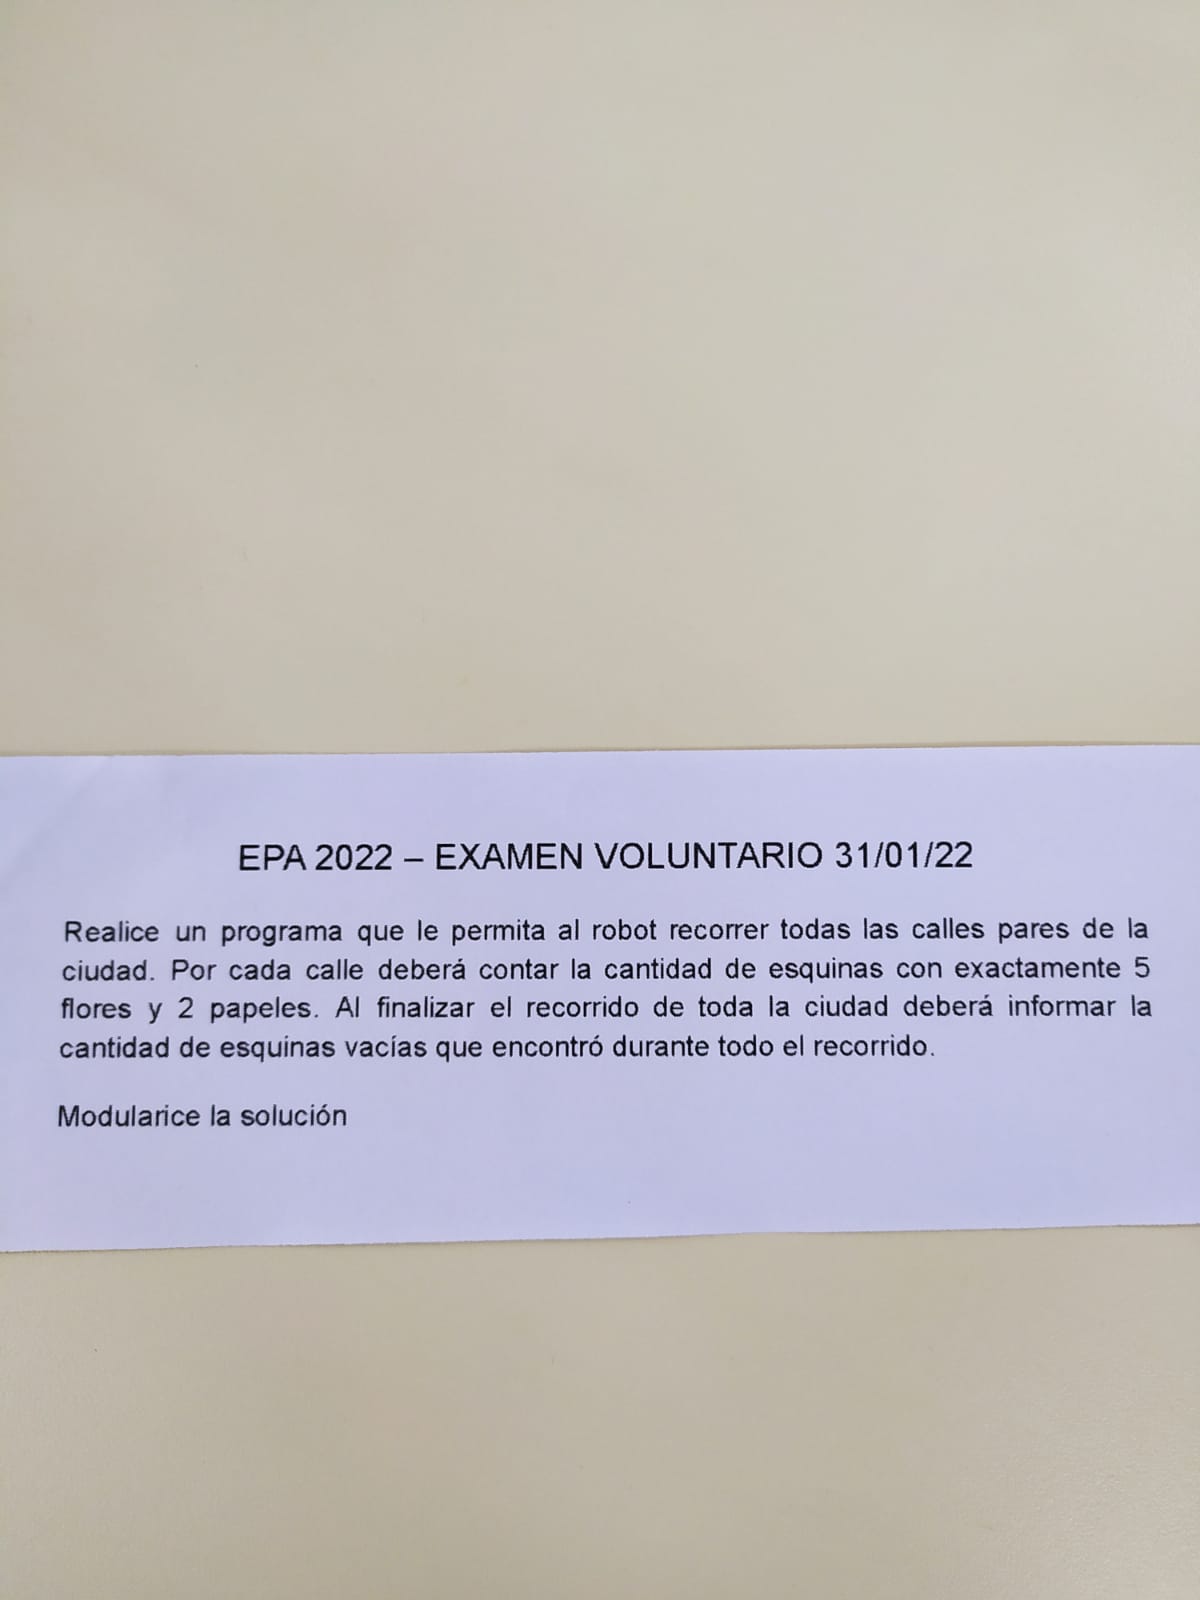 EPA 2022 – EXAMEN VOLUNTARIO 31/01/22
Realice un programa que le permita al robot recorrer todas las calles pares de la
ciudad. Por cada calle deberá contar la cantidad de esquinas con exactamente 5
flores y 2 papeles. Al finalizar el recorrido de toda la ciudad deberá informar la
cantidad de esquinas vacías que encontró durante todo el recorrido.
Modularice la solución